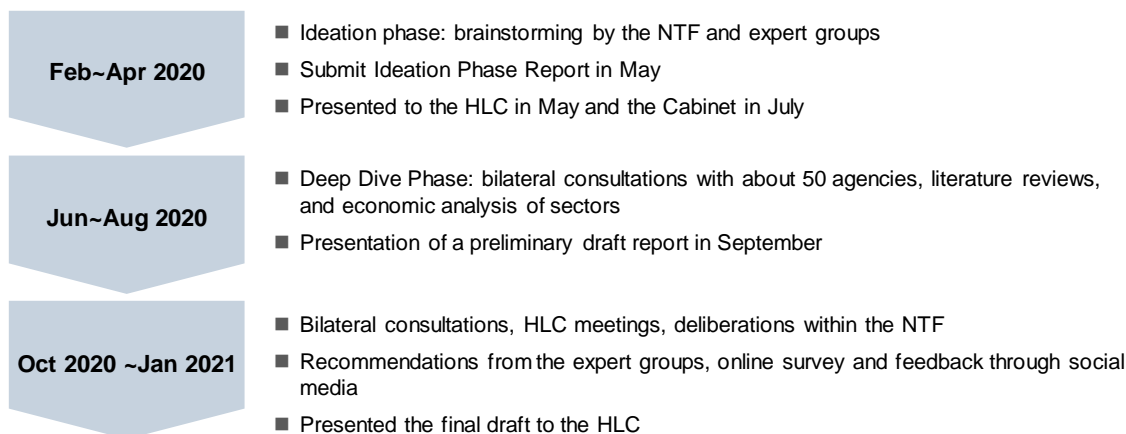 Feb~Apr 2020
■ Ideation phase: brainstorming by the NTF and expert groups
■ Submit Ideation Phase Report in May
■ Presented to the HLC in May and the Cabinet in July
Jun~Aug 2020
■ Deep Dive Phase: bilateral consultations with about 50 agencies, literature reviews,
and economic analysis of sectors
■ Presentation of a preliminary draft report in September
Oct 2020 ~Jan 2021
■ Bilateral consultations, HLC meetings, deliberations within the NTF
■ Recommendations from the expert groups, online survey and feedback through social
media
■ Presented the final draft to the HLC